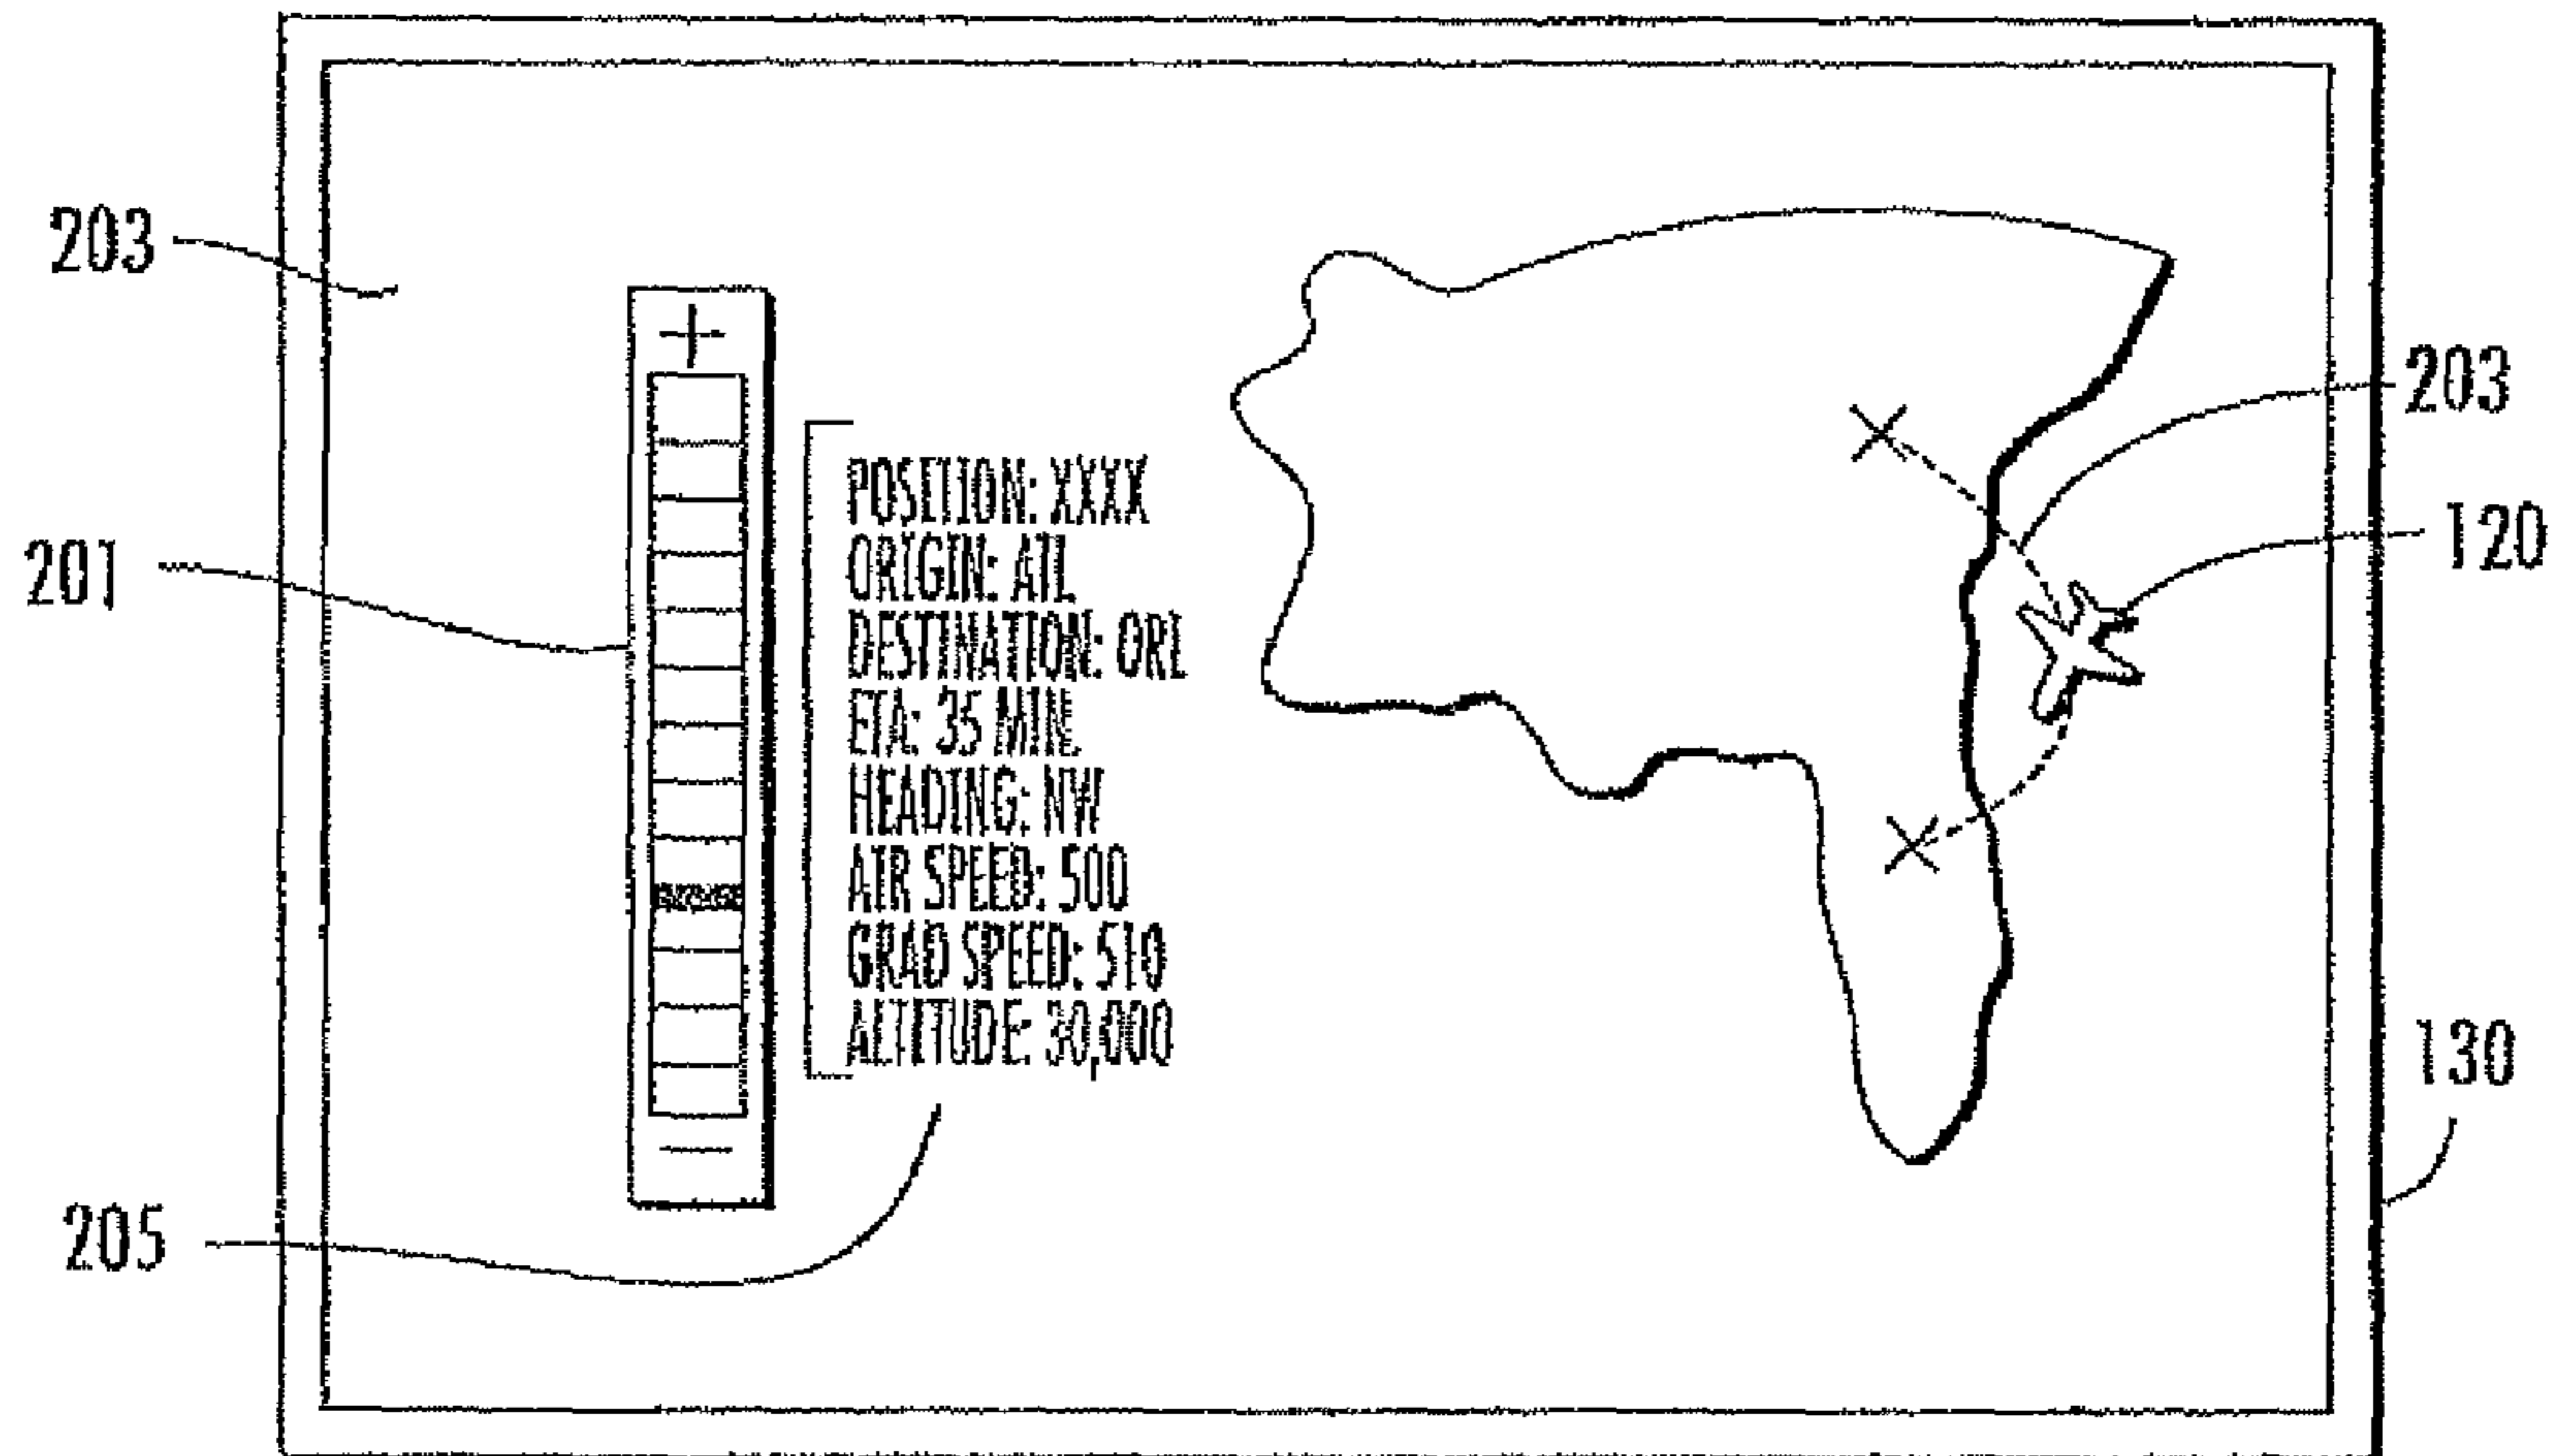 203
+
203
POSITION: XXXX
ORIGIN: ATL
120
201
DESTINATION: ORL
ETA: 35 MIN.
HEADING: NW
AIR SPEED: 500
GRAD SPEED: 510
ALTITUDE: 30,000
130
–
205